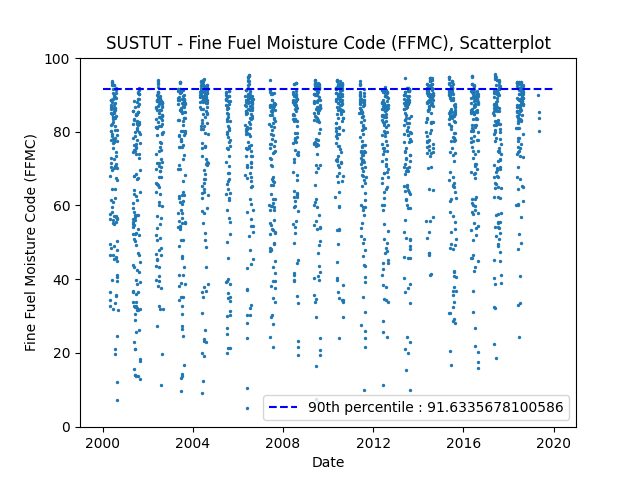 SUSTUT - Fine Fuel Moisture Code (FFMC), Scatterplot
Fine Fuel Moisture Code (FFMC)
100
80
60
40
20
0
90th percentile : 91.6335678100586
2000 2004 2008 2012 2016 2020
Date